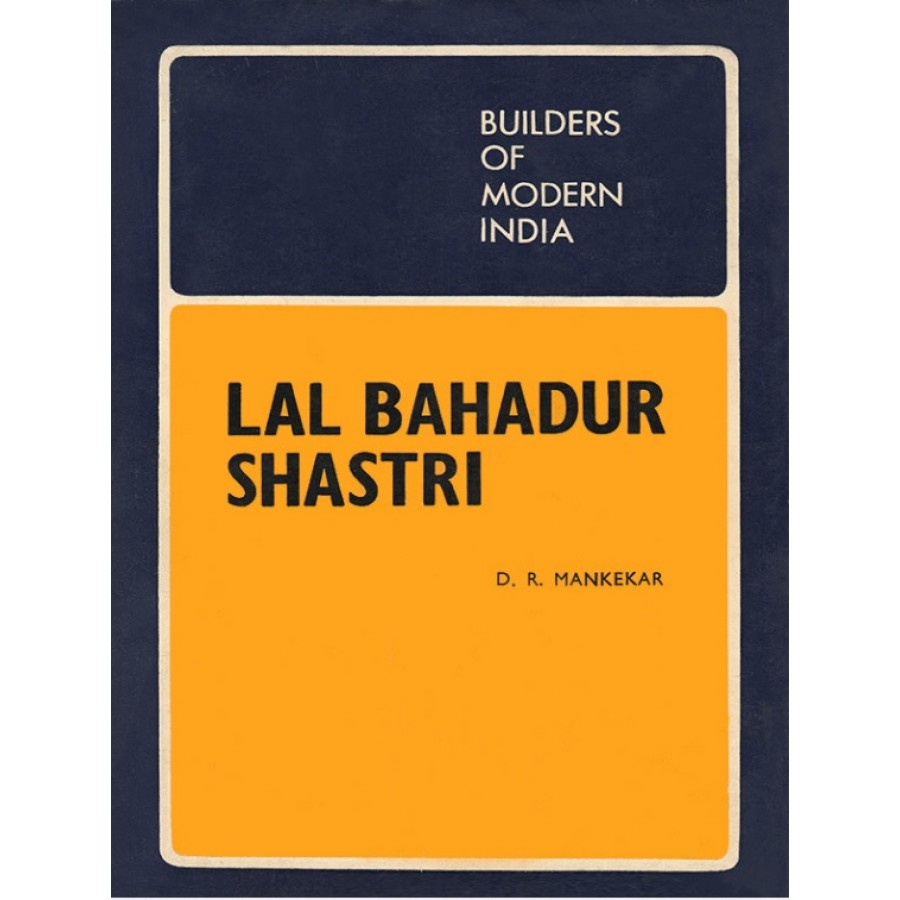 BUILDERS
OF
MODERN
INDIA
LAL BAHADUR
SHASTRI
D. R. MANKEKAR